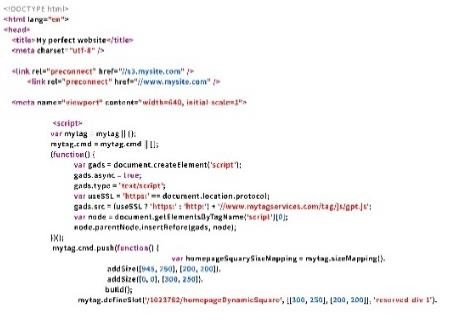 <!DOCTYPE html>
<html lang="en">
<head>
<title>My perfect website</title>
<meta charset="utf-8" />
<link rel="preconnect" href="//s3.mysite.com" />
<link rel="preconnect" href="//www.mysite.com" />
<meta name="viewport" content="width=640, initial-scale=1">
<script>
var mytag = mytag || {};
mytag.cmd = mytag.cmd || [];
(function() {
var gads = document.createElement('script');
gads.async = true;
gads.type = 'text/script';
var useSSL = 'https:' == document.location.protocol;
gads.src = (useSSL ? 'https:' : 'http:') + '//www.mytagservices.com/tag/js/gpt.js';
var node = document.getElementsByTagName('script')[0];
node.parentNode.insertBefore(gads, node);
})();
mytag.cmd.push(function() {
var homepageSquarySizeMapping = mytag.sizeMapping().
addSize([945, 250], [200, 200]).
addSize([0, 0], [300, 250]).
build();
mytag.defineSlot('/1023782/homepageDynamicSquare', [[300, 250], [200, 200]], 'reserved-div-1').